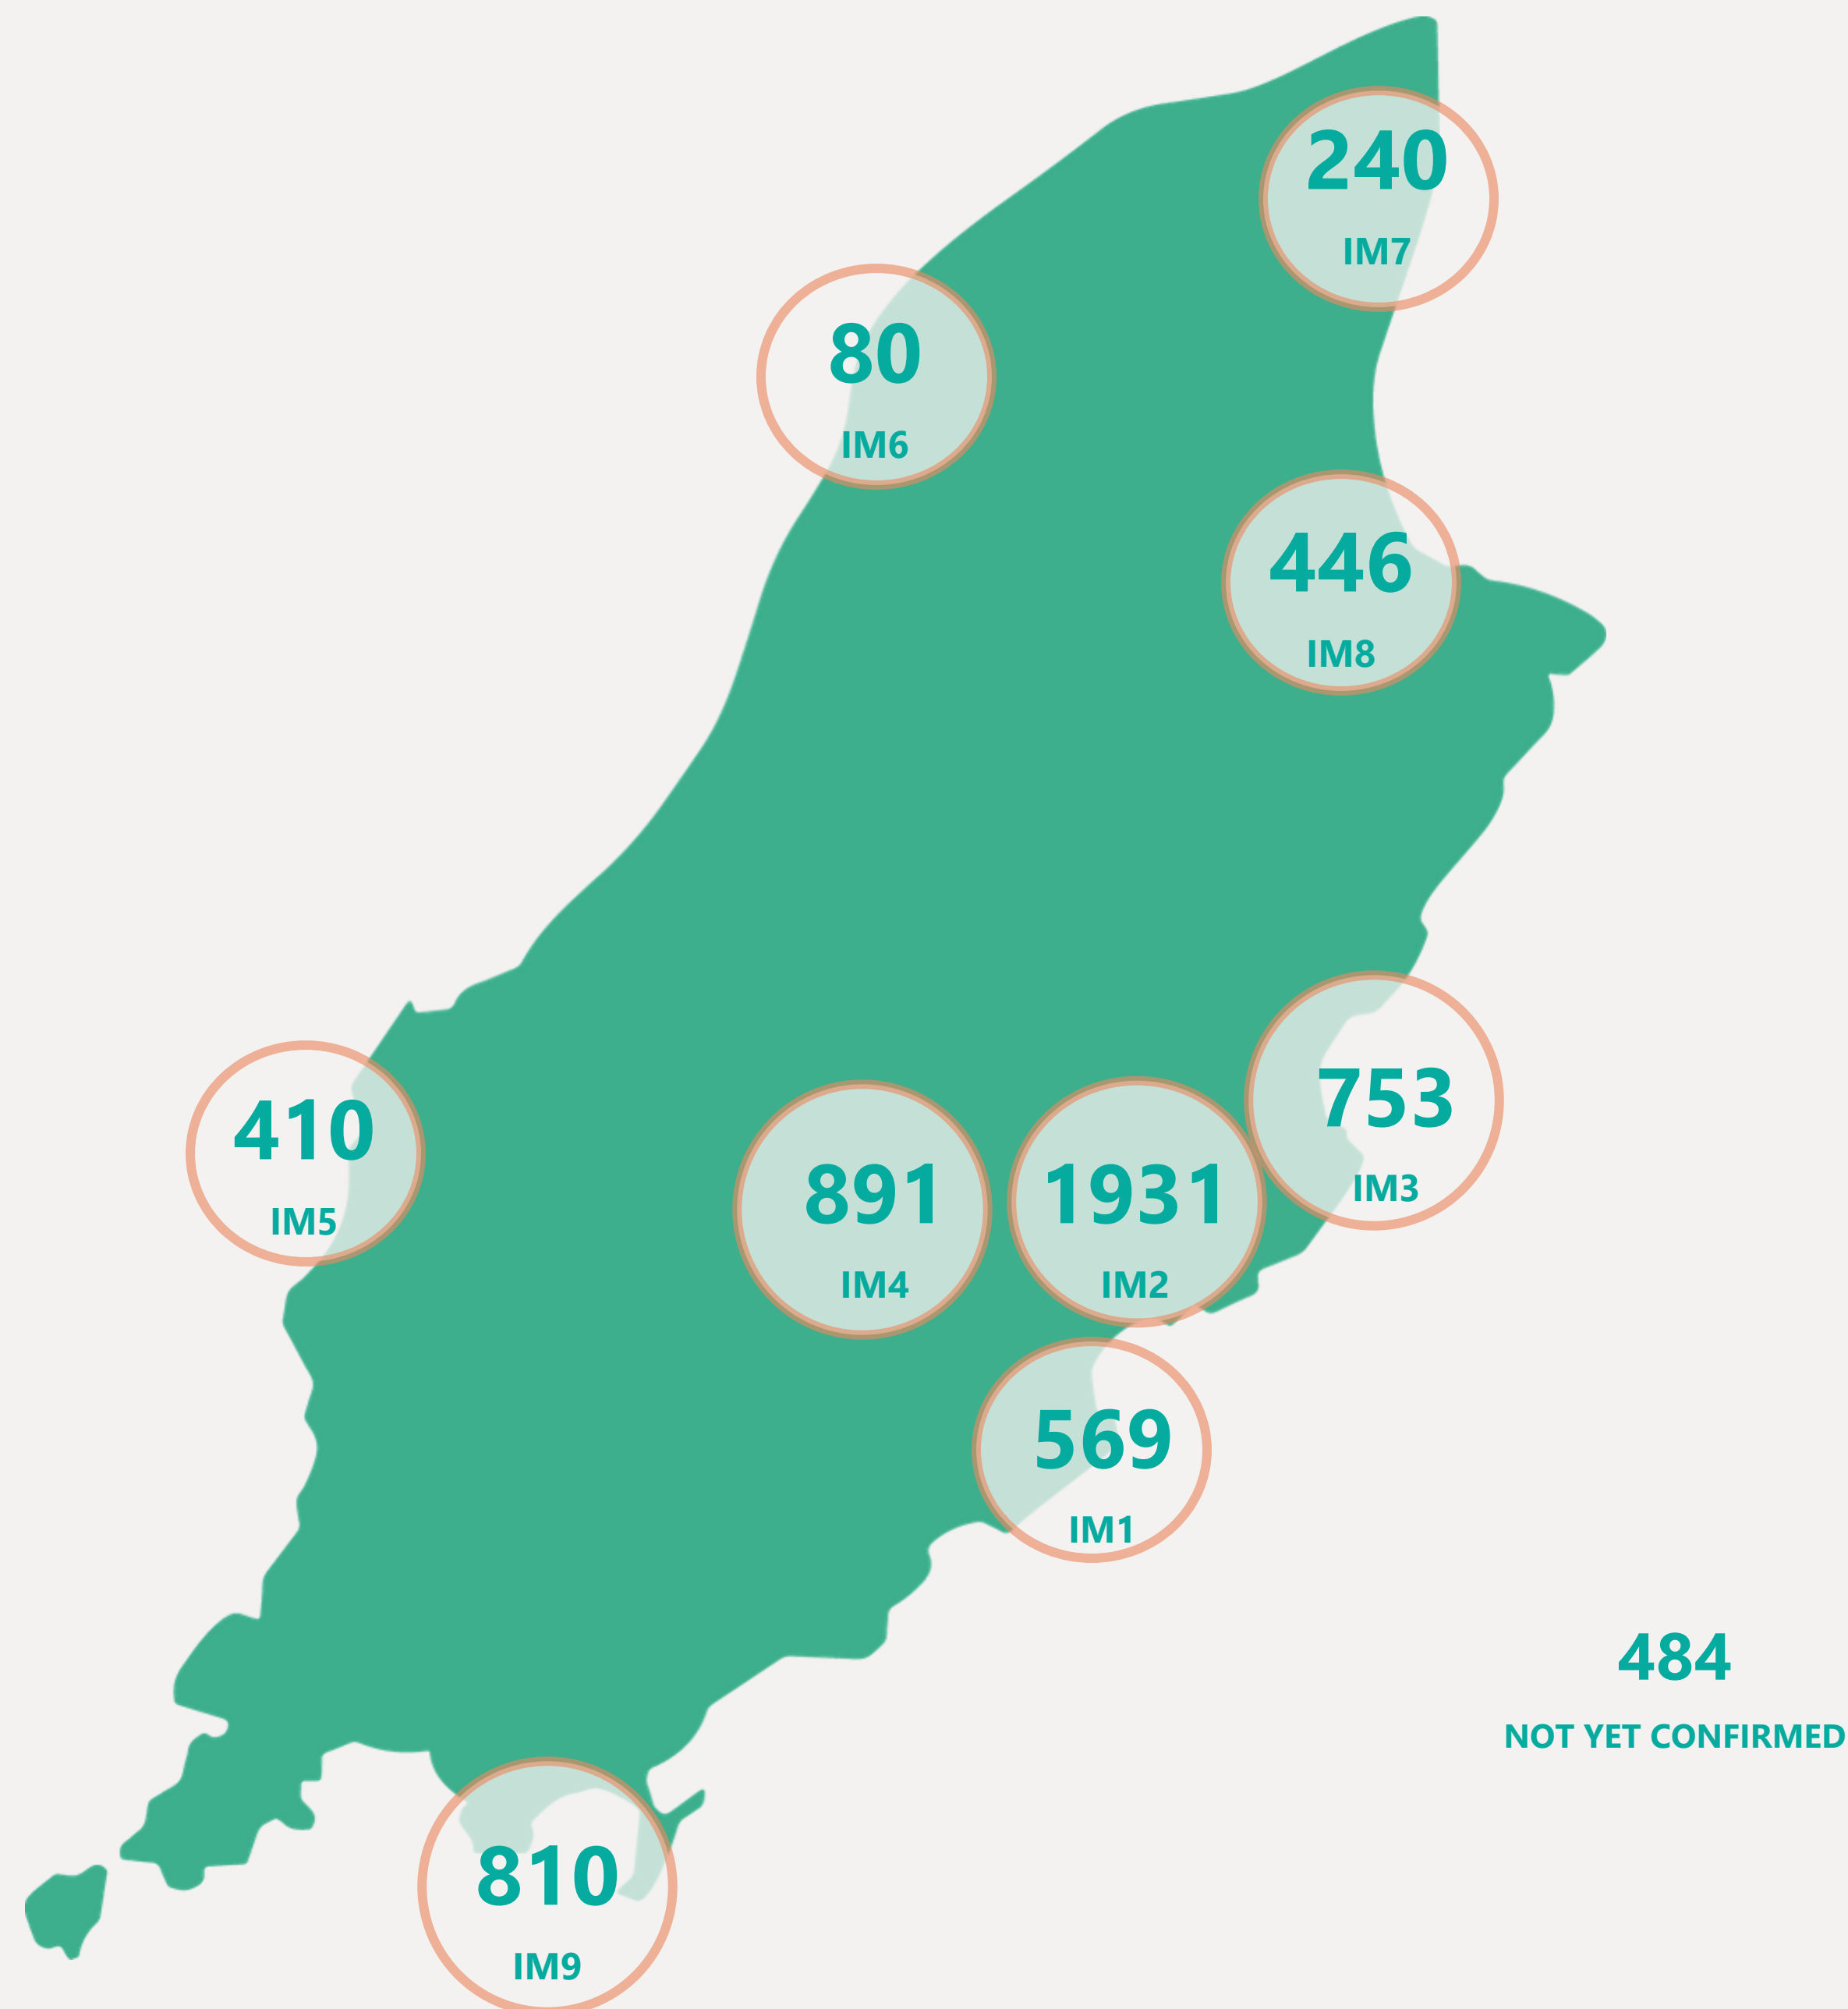 240
IM7
80
IM6
446
IM8
753
IM3
410
IM5
891
IM4
1931
IM2
569
IM1
484
NOT YET CONFIRMED
810
IM9